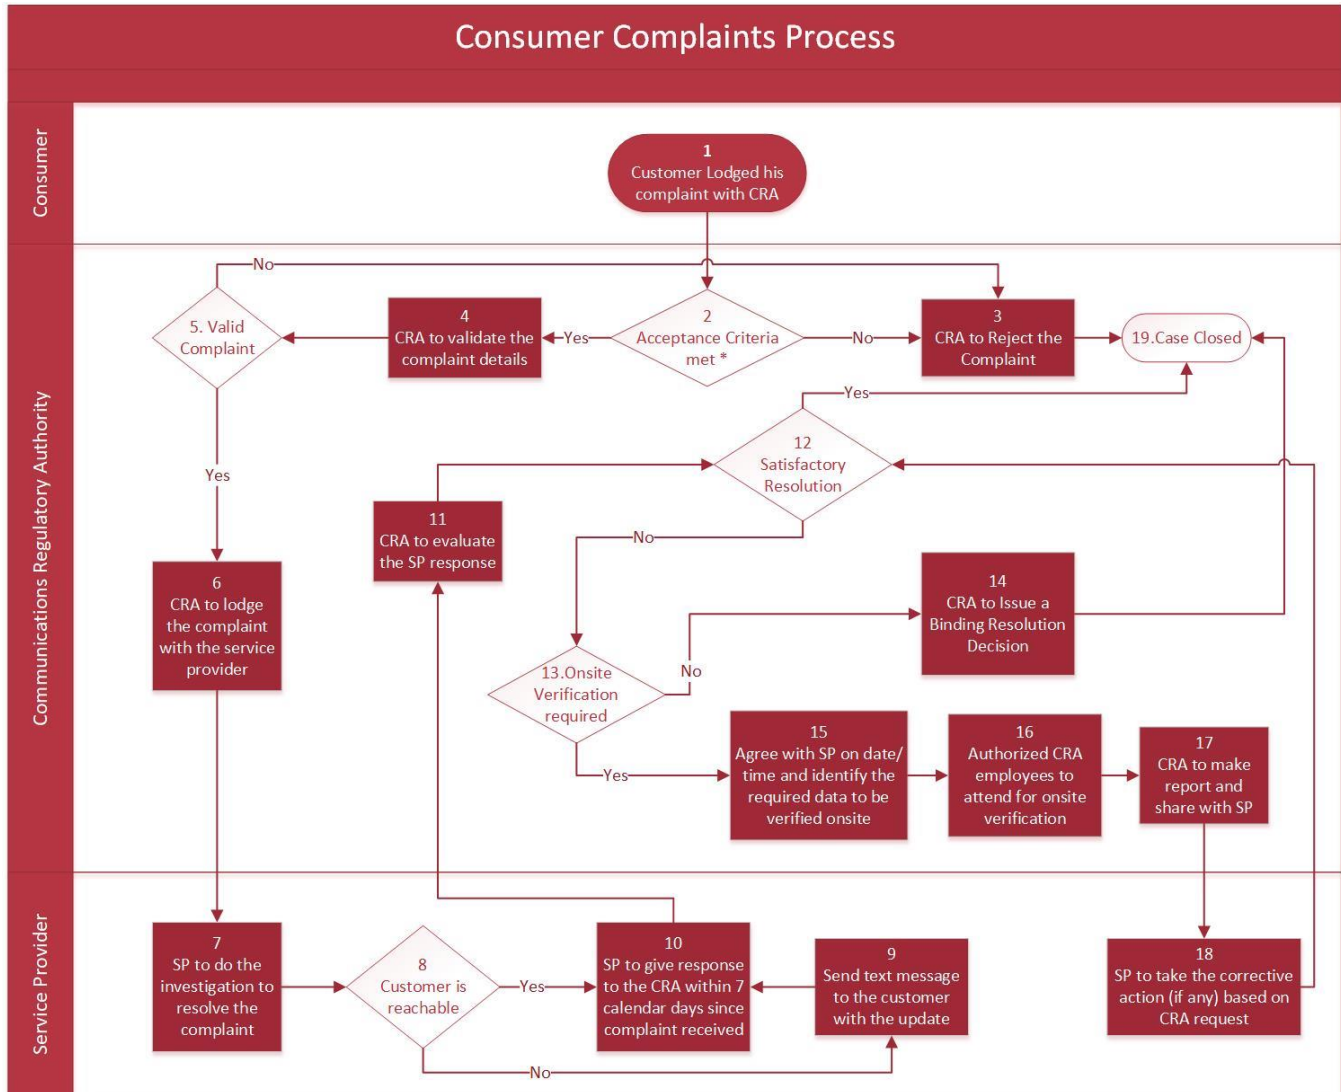 Consumer Complaints Process
Consumer
1
Customer Lodged his
complaint with CRA
Communications Regulatory Authority
No
5. Valid
Complaint
4
CRA to validate the
complaint details
Yes
2
Acceptance Criteria
met *
No
3
CRA to Reject the
Complaint
19.Case Closed
Yes
12
Satisfactory
Resolution
Yes
11
CRA to evaluate
the SP response
No
6
CRA to lodge
the complaint
with the service
provider
14
CRA to Issue a
Binding Resolution
Decision
13.Onsite
Verification
required
No
Yes
15
Agree with SP on date/
time and identify the
required data to be
verified onsite
16
Authorized CRA
employees to
attend for onsite
verification
17
CRA to make
report and
share with SP
Service Provider
7
SP to do the
investigation to
resolve the
complaint
8
Customer is
reachable
Yes
10
SP to give response
to the CRA within 7
calendar days since
complaint received
9
Send text message
to the customer
with the update
18
SP to take the corrective
action (if any) based on
CRA request
No